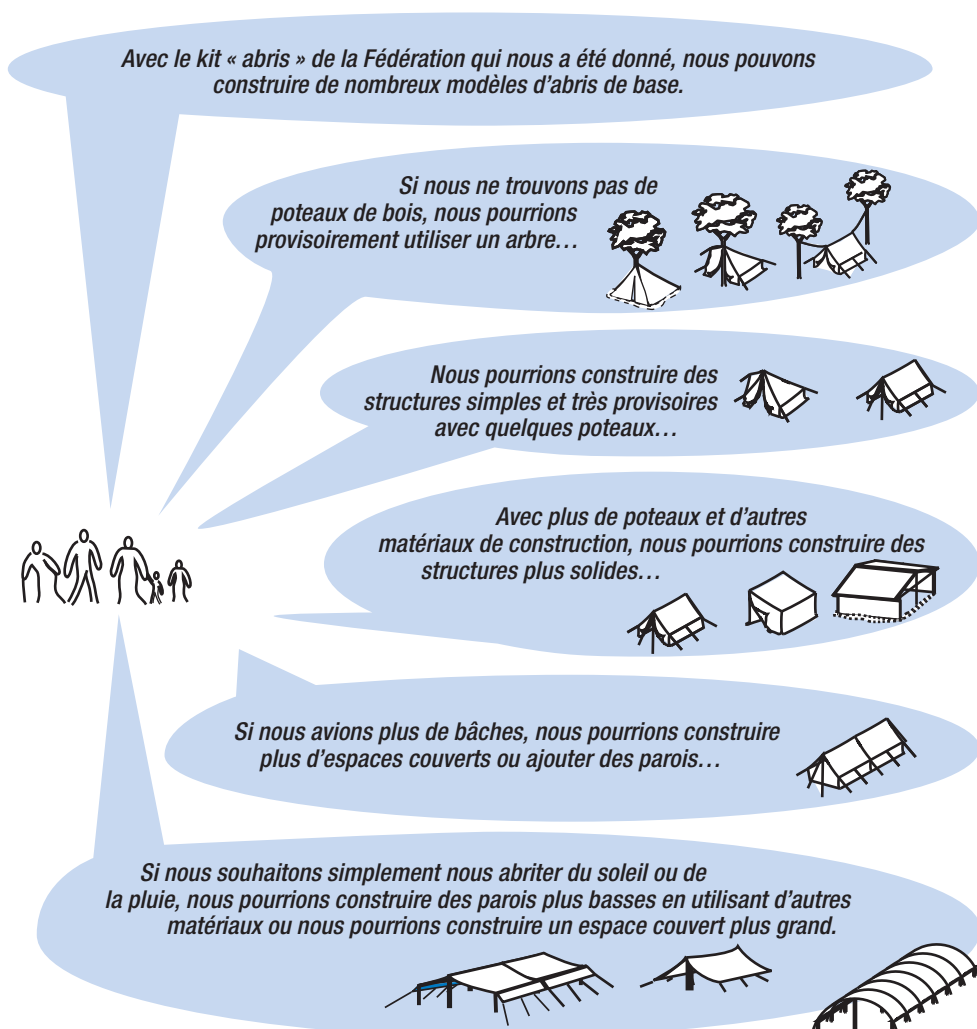 Avec le kit « abris » de la Fédération qui nous a été donné, nous pouvons
construire de nombreux modèles d'abris de base.
Si nous ne trouvons pas de
poteaux de bois, nous pourrions
provisoirement utiliser un arbre…
Nous pourrions construire des
structures simples et très provisoires
avec quelques poteaux…
Avec plus de poteaux et d'autres
matériaux de construction, nous pourrions construire des
structures plus solides…
Si nous avions plus de bâches, nous pourrions construire
plus d'espaces couverts ou ajouter des parois…
Si nous souhaitons simplement nous abriter du soleil ou de
la pluie, nous pourrions construire des parois plus basses en utilisant d'autres
matériaux ou nous pourrions construire un espace couvert plus grand.